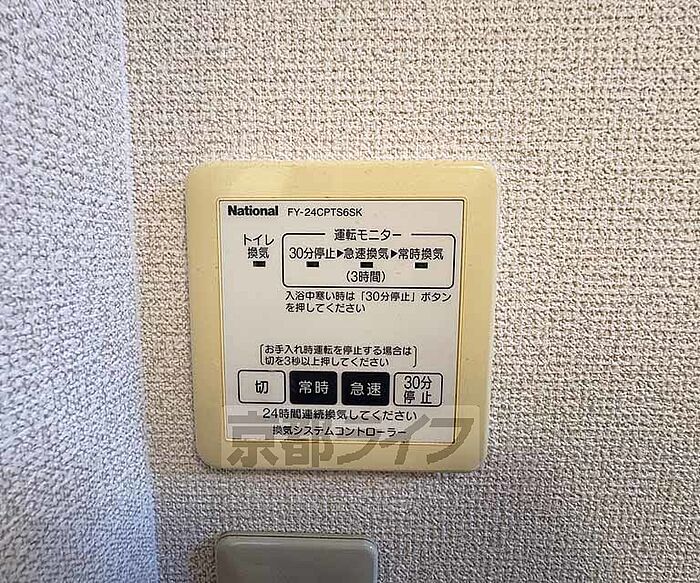 National FY-24CPTS6SK
トイレ
換気
運転モニター
30分停止▶急速換気▶常時換気
(3時間)
入浴中寒い時は「30分停止」ボタン
を押してください
お手入れ時運転を停止する場合は
切を3秒以上押してください
切 常時 急速 30分
停止
24時間連続換気してください
換気システムコントローラー
京都ライフ